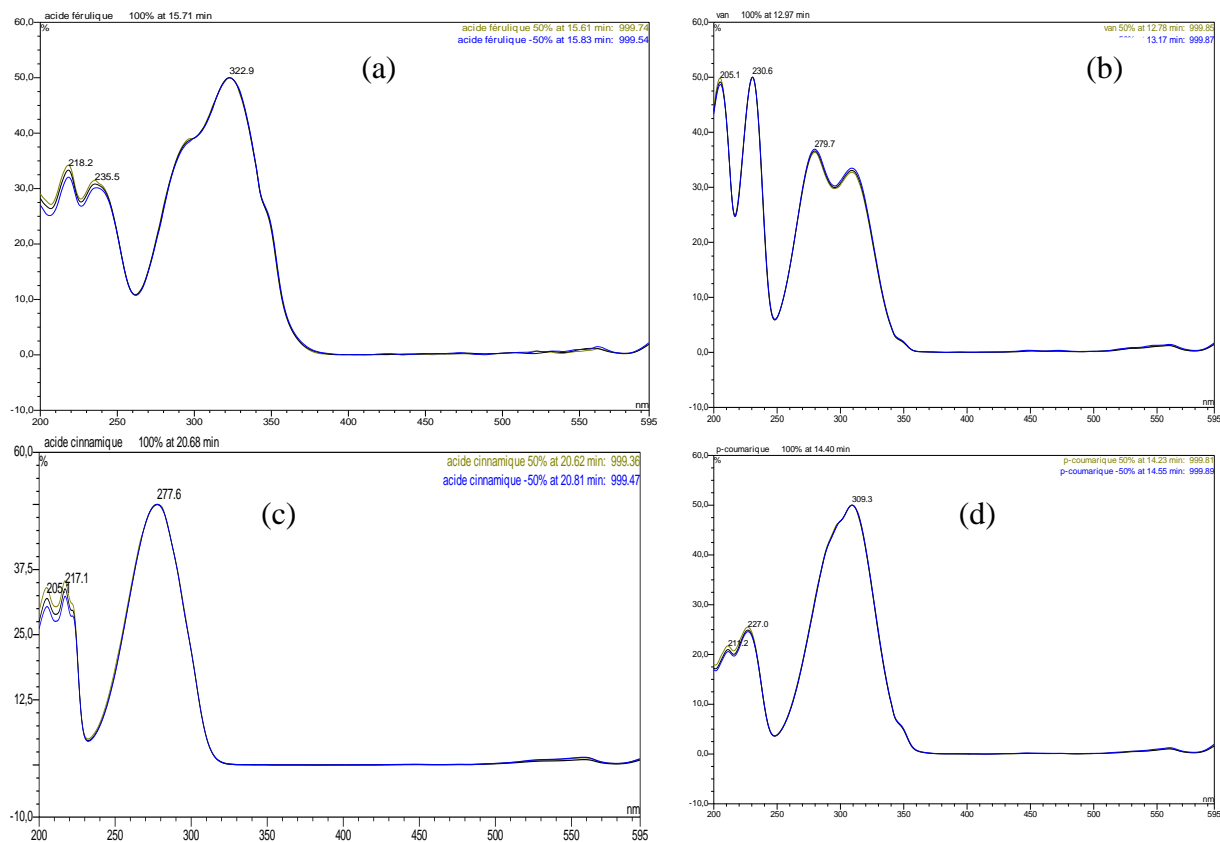 acide férulique 100% at 15.71 min
60,0
%
acide férulique 50% at 15.61 min: 999.74
acide férulique -50% at 15.83 min: 999.54
(a)
322.9
50,0
40,0
218.2
235.5
30,0
20,0
10,0
0,0
-10,0
nm
200 250 300 350 400 450 500 550 595
van 100% at 12.97 min
60,0
%
van 50% at 12.78 min: 999.85
13.17 min: 999.87
(b)
205.1
230.6
50,0
40,0
279.7
30,0
20,0
10,0
0,0
-10,0
nm
200 250 300 350 400 450 500 550 595
acide cinnamique 100% at 20.68 min
60,0
%
acide cinnamique 50% at 20.62 min: 999.36
acide cinnamique -50% at 20.81 min: 999.47
277.6
(c)
37,5
217.1
25,0
12,5
-10,0
nm
200 250 300 350 400 450 500 550 595
p-coumarique 100% at 14.40 min
60,0
%
p-coumarique 50% at 14.23 min: 999.81
p-coumarique -50% at 14.55 min: 999.89
309.3
(d)
50,0
40,0
30,0
227.0
211.2
20,0
10,0
0,0
-10,0
nm
200 250 300 350 400 450 500 550 595